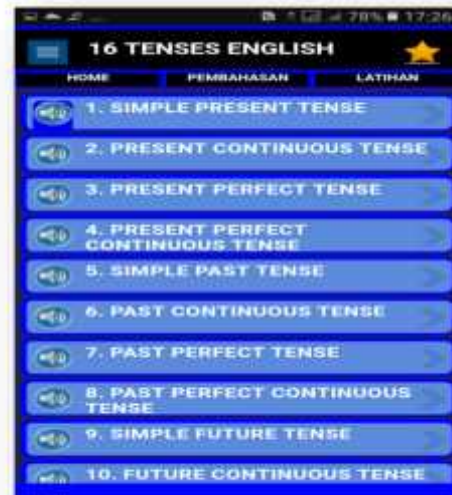 78% 17:26
16 TENSES ENGLISH
HOME PEMBAHASAN LATIHAN
1. SIMPLE PRESENT TENSE
2. PRESENT CONTINUOUS TENSE
3. PRESENT PERFECT TENSE
4. PRESENT PERFECT
CONTINUOUS TENSE
5. SIMPLE PAST TENSE
6. PAST CONTINUOUS TENSE
7. PAST PERFECT TENSE
8. PAST PERFECT CONTINUOUS
TENSE
9. SIMPLE FUTURE TENSE
10. FUTURE CONTINUOUS TENSE